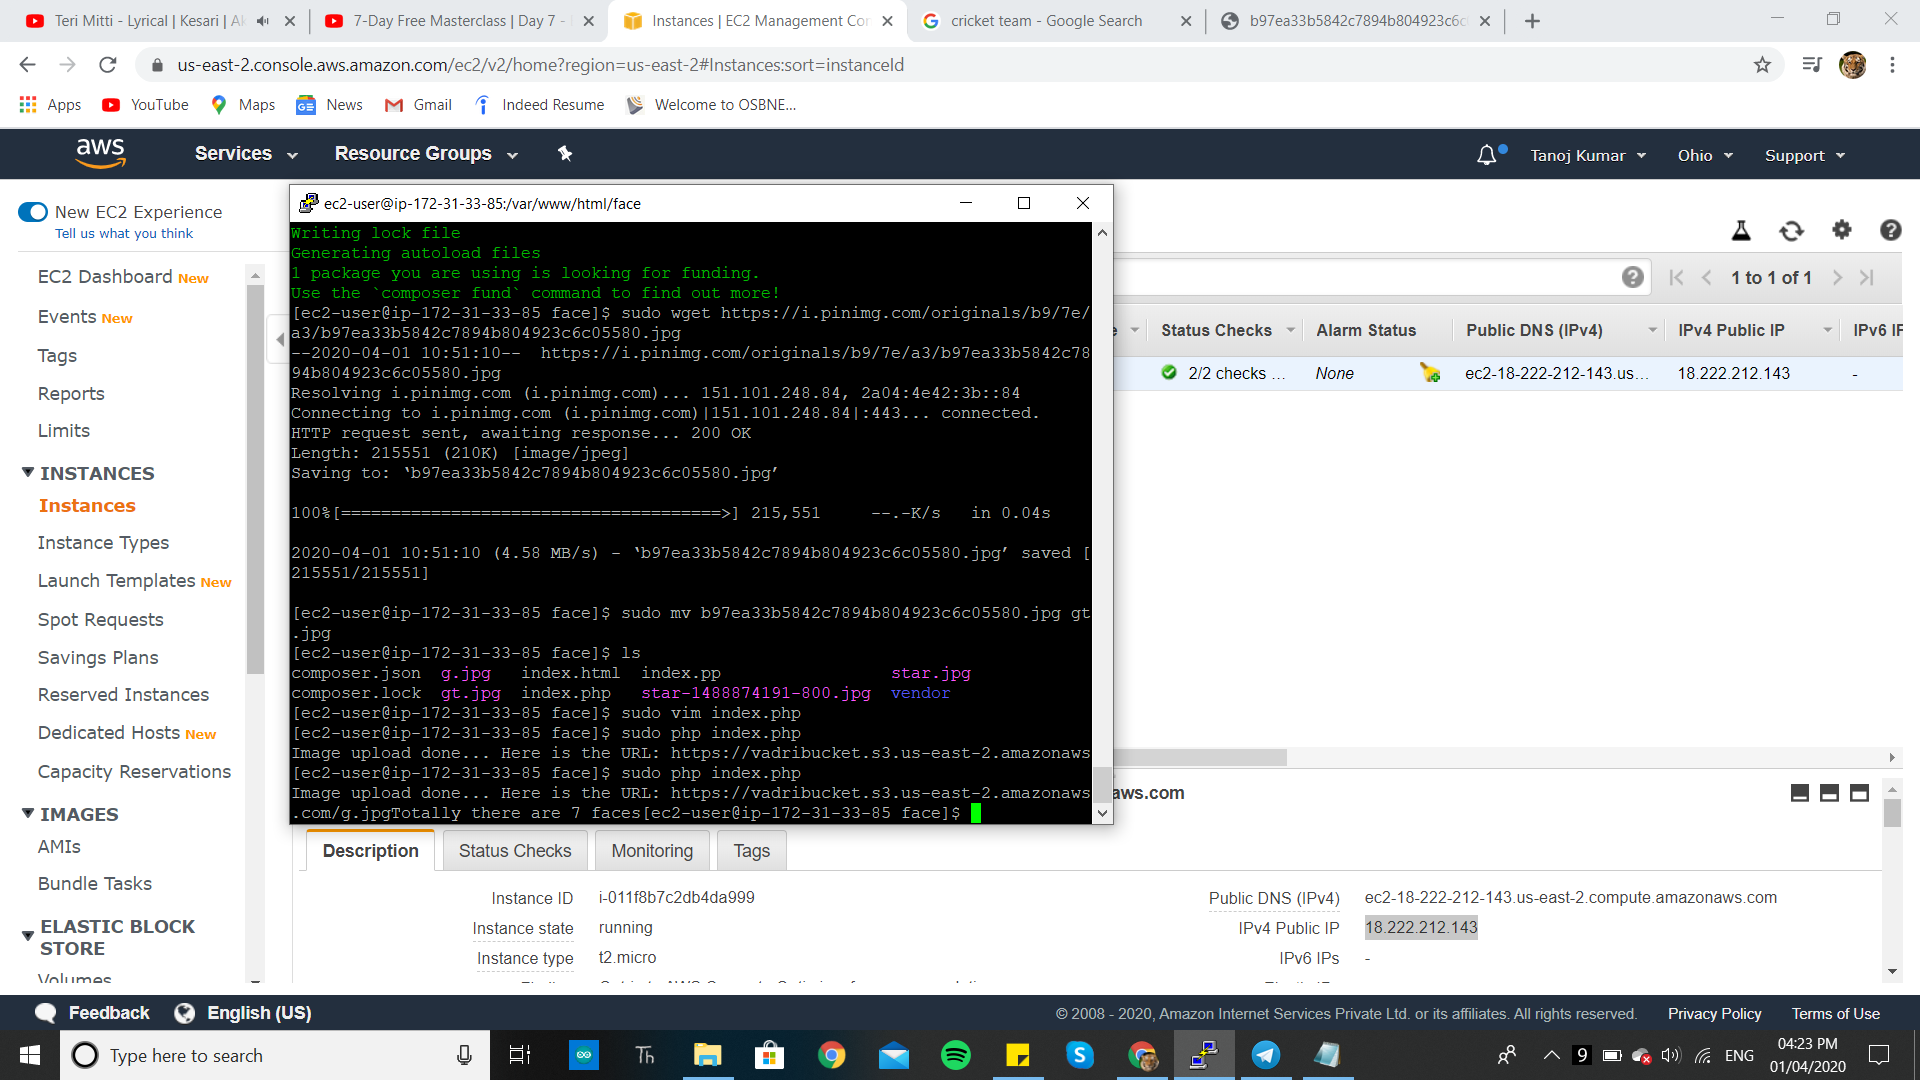 Teri Mitti - Lyrical | Kesari | Ak
7-Day Free Masterclass | Day 7 -
Instances | EC2 Management Con
cricket team - Google Search
b97ea33b5842c7894b804923c6c
us-east-2.console.aws.amazon.com/ec2/v2/home?region=us-east-2#Instances:sort=instanceId
Apps YouTube Maps News Gmail Indeed Resume Welcome to OSBNE...
aws Services Resource Groups Tanoj Kumar Ohio Support
New EC2 Experience
Tell us what you think
EC2 Dashboard New
Events New
Tags
Reports
Limits
INSTANCES
Instances
Instance Types
Launch Templates New
Spot Requests
Savings Plans
Reserved Instances
Dedicated Hosts New
Capacity Reservations
IMAGES
AMIs
Bundle Tasks
ELASTIC BLOCK
STORE
Volumes
ec2-user@ip-172-31-33-85:/var/www/html/face
Writing lock file
Generating autoload files
1 package you are using is looking for funding.
Use the `composer fund` command to find out more!
[ec2-user@ip-172-31-33-85 face]$ sudo wget https://i.pinimg.com/originals/b9/7e/
a3/b97ea33b5842c7894b804923c6c05580.jpg
--2020-04-01 10:51:10--  https://i.pinimg.com/originals/b9/7e/a3/b97ea33b5842c78
94b804923c6c05580.jpg
Resolving i.pinimg.com (i.pinimg.com)... 151.101.248.84, 2a04:4e42:3b::84
Connecting to i.pinimg.com (i.pinimg.com)|151.101.248.84|:443... connected.
HTTP request sent, awaiting response... 200 OK
Length: 215551 (210K) [image/jpeg]
Saving to: ‘b97ea33b5842c7894b804923c6c05580.jpg’
100%[======================================>] 215,551     --.-K/s   in 0.04s
2020-04-01 10:51:10 (4.58 MB/s) - ‘b97ea33b5842c7894b804923c6c05580.jpg’ saved [
215551/215551]
[ec2-user@ip-172-31-33-85 face]$ sudo mv b97ea33b5842c7894b804923c6c05580.jpg gt
.jpg
[ec2-user@ip-172-31-33-85 face]$ ls
composer.json  g.jpg   index.html  index.pp                 star.jpg
composer.lock  gt.jpg  index.php   star-1488874191-800.jpg  vendor
[ec2-user@ip-172-31-33-85 face]$ sudo vim index.php
[ec2-user@ip-172-31-33-85 face]$ sudo php index.php
Image upload done... Here is the URL: https://vadribucket.s3.us-east-2.amazonaws
[ec2-user@ip-172-31-33-85 face]$ sudo php index.php
Image upload done... Here is the URL: https://vadribucket.s3.us-east-2.amazonaws
.com/g.jpgTotally there are 7 faces[ec2-user@ip-172-31-33-85 face]$
1 to 1 of 1
e Status Checks Alarm Status Public DNS (IPv4) IPv4 Public IP IPv6 IP
2/2 checks ... None ec2-18-222-212-143.us... 18.222.212.143 -
aws.com
Description Status Checks Monitoring Tags
Instance ID i-011f8b7c2db4da999 Public DNS (IPv4) ec2-18-222-212-143.us-east-2.compute.amazonaws.com
Instance state running IPv4 Public IP 18.222.212.143
Instance type t2.micro IPv6 IPs -
Feedback English (US) © 2008 - 2020, Amazon Internet Services Private Ltd. or its affiliates. All rights reserved. Privacy Policy Terms of Use
Type here to search Th 9 ENG 04:23 PM
01/04/2020